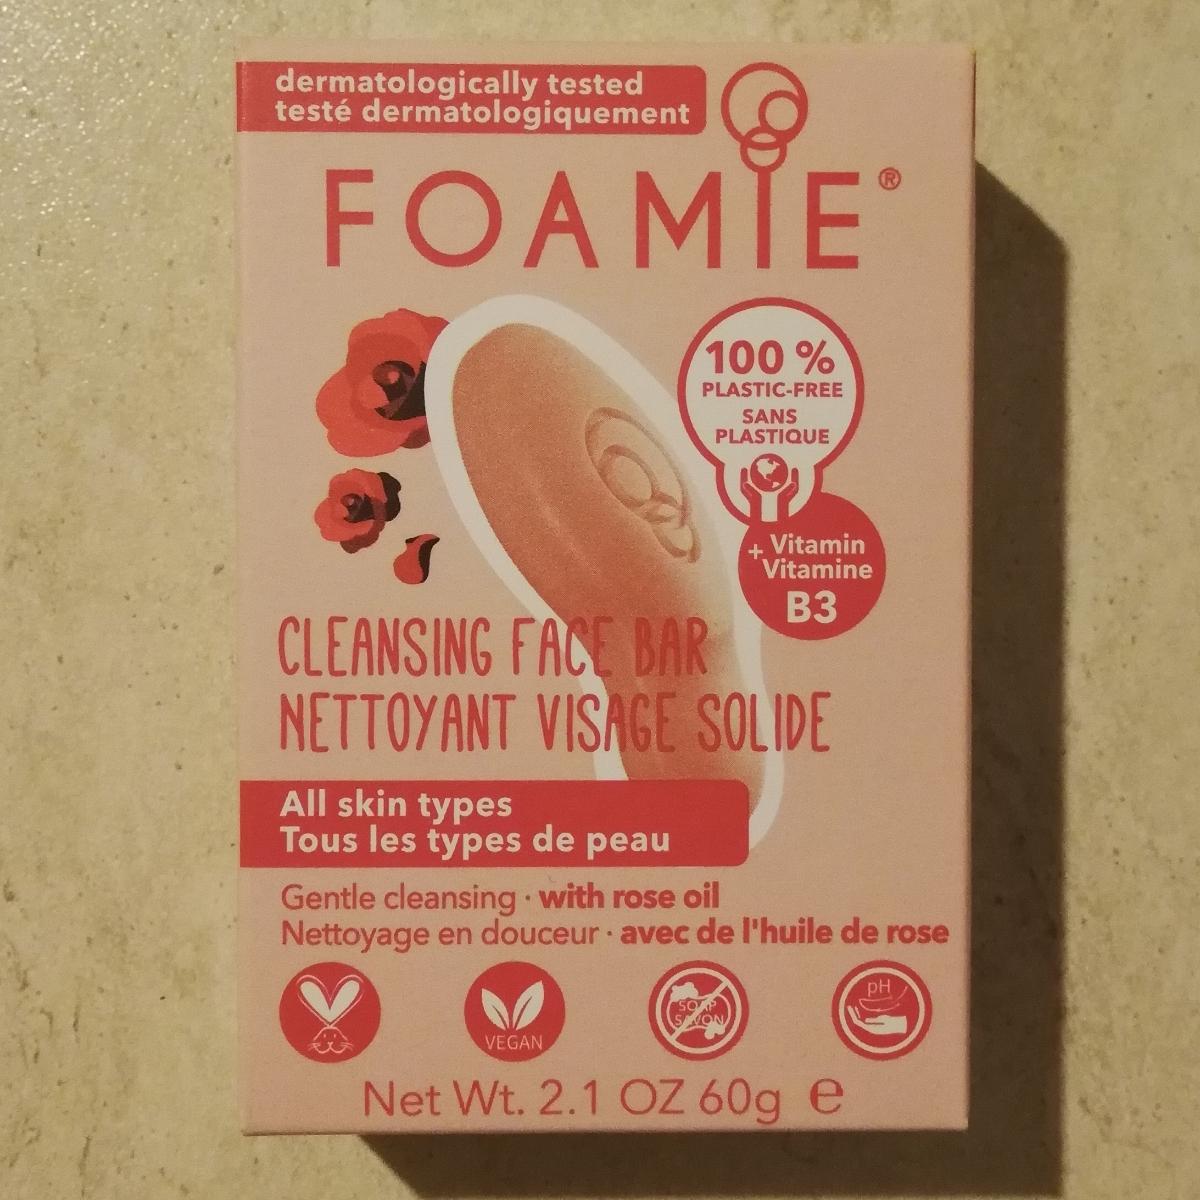 dermatologically tested
testé dermatologiquement
FOAMIE®
100 %
PLASTIC-FREE
SANS
PLASTIQUE
+ Vitamin
Vitamine
B3
CLEANSING FACE BAR
NETTOYANT VISAGE SOLIDE
All skin types
Tous les types de peau
Gentle cleansing · with rose oil
Nettoyage en douceur · avec de l'huile de rose
VEGAN
SOAP
SAVON
pH
Net Wt. 2.1 OZ 60g ℮